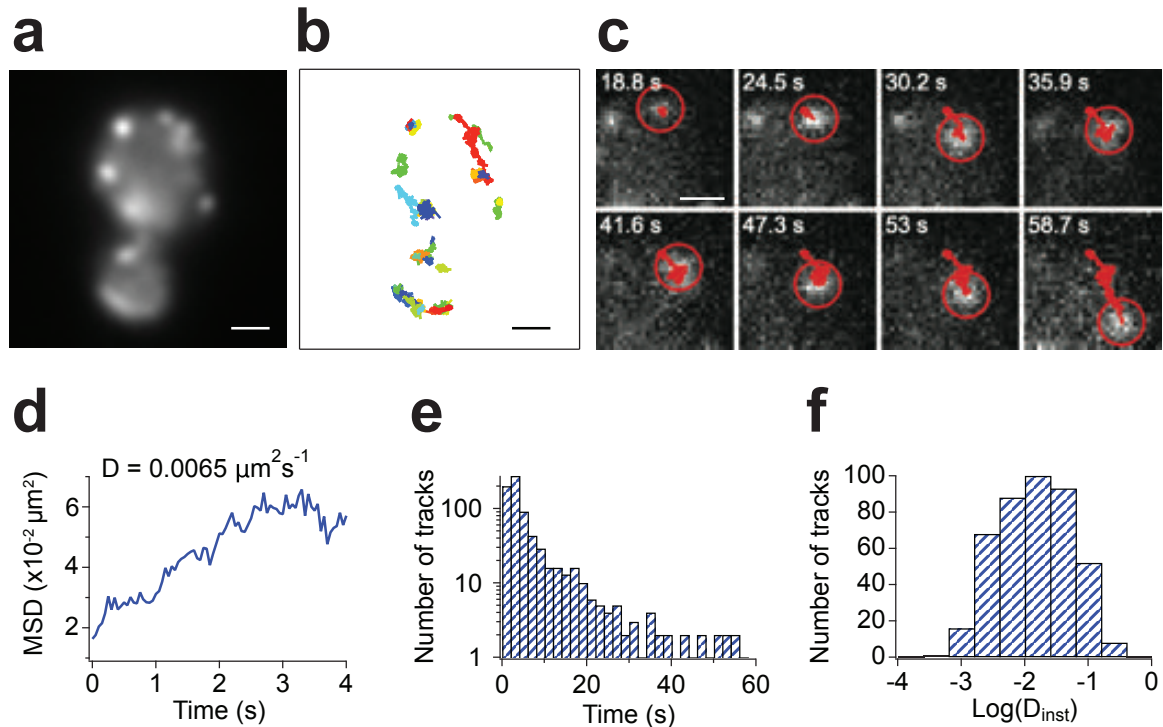 a
b
c
18.8 s
24.5 s
30.2 s
35.9 s
41.6 s
47.3 s
53 s
58.7 s
d
e
f
D = 0.0065 µm²s⁻¹
MSD (x10⁻² µm²)
6
4
2
0
1
2
3
4
Time (s)
Number of tracks
100
10
1
0
20
40
60
Time (s)
Number of tracks
100
80
60
40
20
0
-4
-3
-2
-1
0
Log(D_inst)